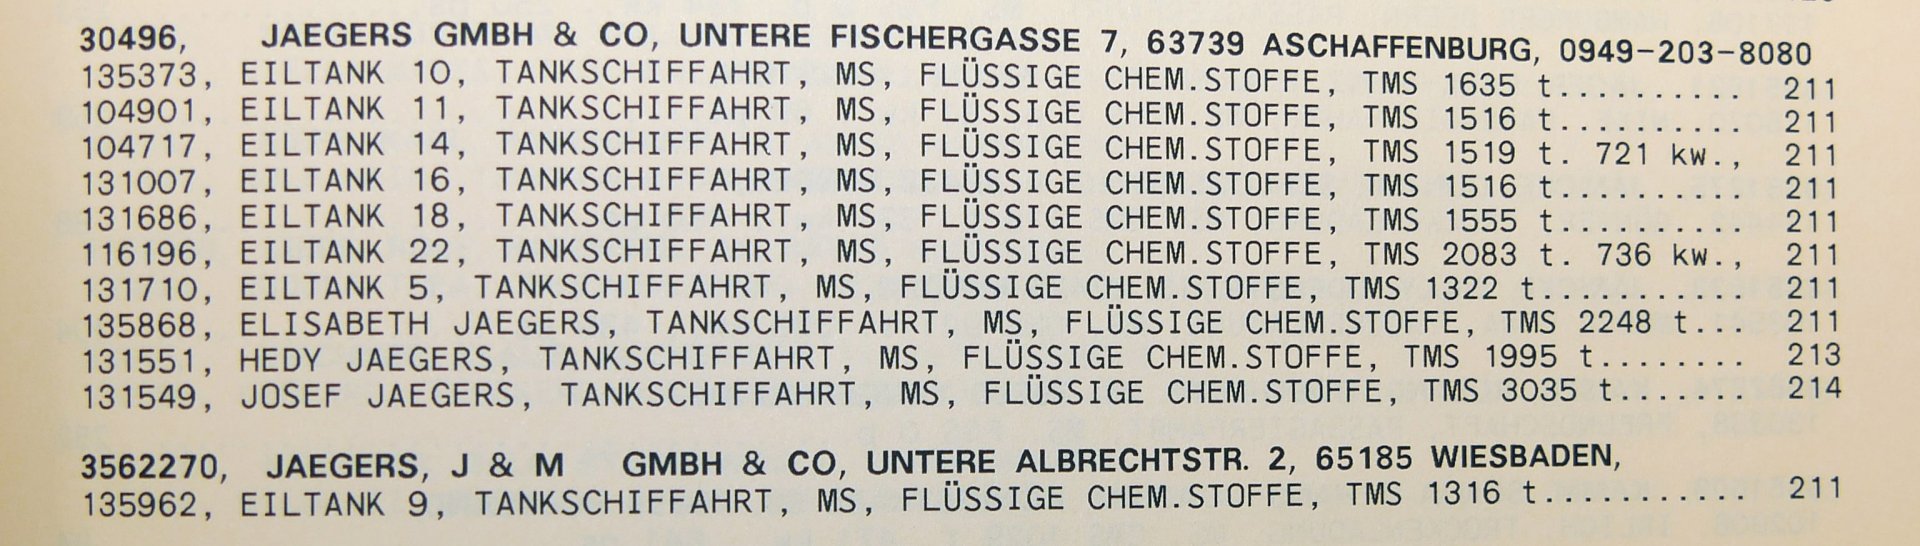 30496, JAEGERS GMBH & CO, UNTERE FISCHERGASSE 7, 63739 ASCHAFFENBURG, 0949-203-8080
135373, EILTANK 10, TANKSCHIFFAHRT, MS, FLÜSSIGE CHEM.STOFFE, TMS 1635 t.......... 211
104901, EILTANK 11, TANKSCHIFFAHRT, MS, FLÜSSIGE CHEM.STOFFE, TMS 1516 t.......... 211
104717, EILTANK 14, TANKSCHIFFAHRT, MS, FLÜSSIGE CHEM.STOFFE, TMS 1519 t. 721 kw., 211
131007, EILTANK 16, TANKSCHIFFAHRT, MS, FLÜSSIGE CHEM.STOFFE, TMS 1516 t.......... 211
131686, EILTANK 18, TANKSCHIFFAHRT, MS, FLÜSSIGE CHEM.STOFFE, TMS 1555 t.......... 211
116196, EILTANK 22, TANKSCHIFFAHRT, MS, FLÜSSIGE CHEM.STOFFE, TMS 2083 t. 736 kw., 211
131710, EILTANK 5, TANKSCHIFFAHRT, MS, FLÜSSIGE CHEM.STOFFE, TMS 1322 t........... 211
135868, ELISABETH JAEGERS, TANKSCHIFFAHRT, MS, FLÜSSIGE CHEM.STOFFE, TMS 2248 t... 211
131551, HEDY JAEGERS, TANKSCHIFFAHRT, MS, FLÜSSIGE CHEM.STOFFE, TMS 1995 t........ 213
131549, JOSEF JAEGERS, TANKSCHIFFAHRT, MS, FLÜSSIGE CHEM.STOFFE, TMS 3035 t....... 214
3562270, JAEGERS, J & M GMBH & CO, UNTERE ALBRECHTSTR. 2, 65185 WIESBADEN,
135962, EILTANK 9, TANKSCHIFFAHRT, MS, FLÜSSIGE CHEM.STOFFE, TMS 1316 t........... 211